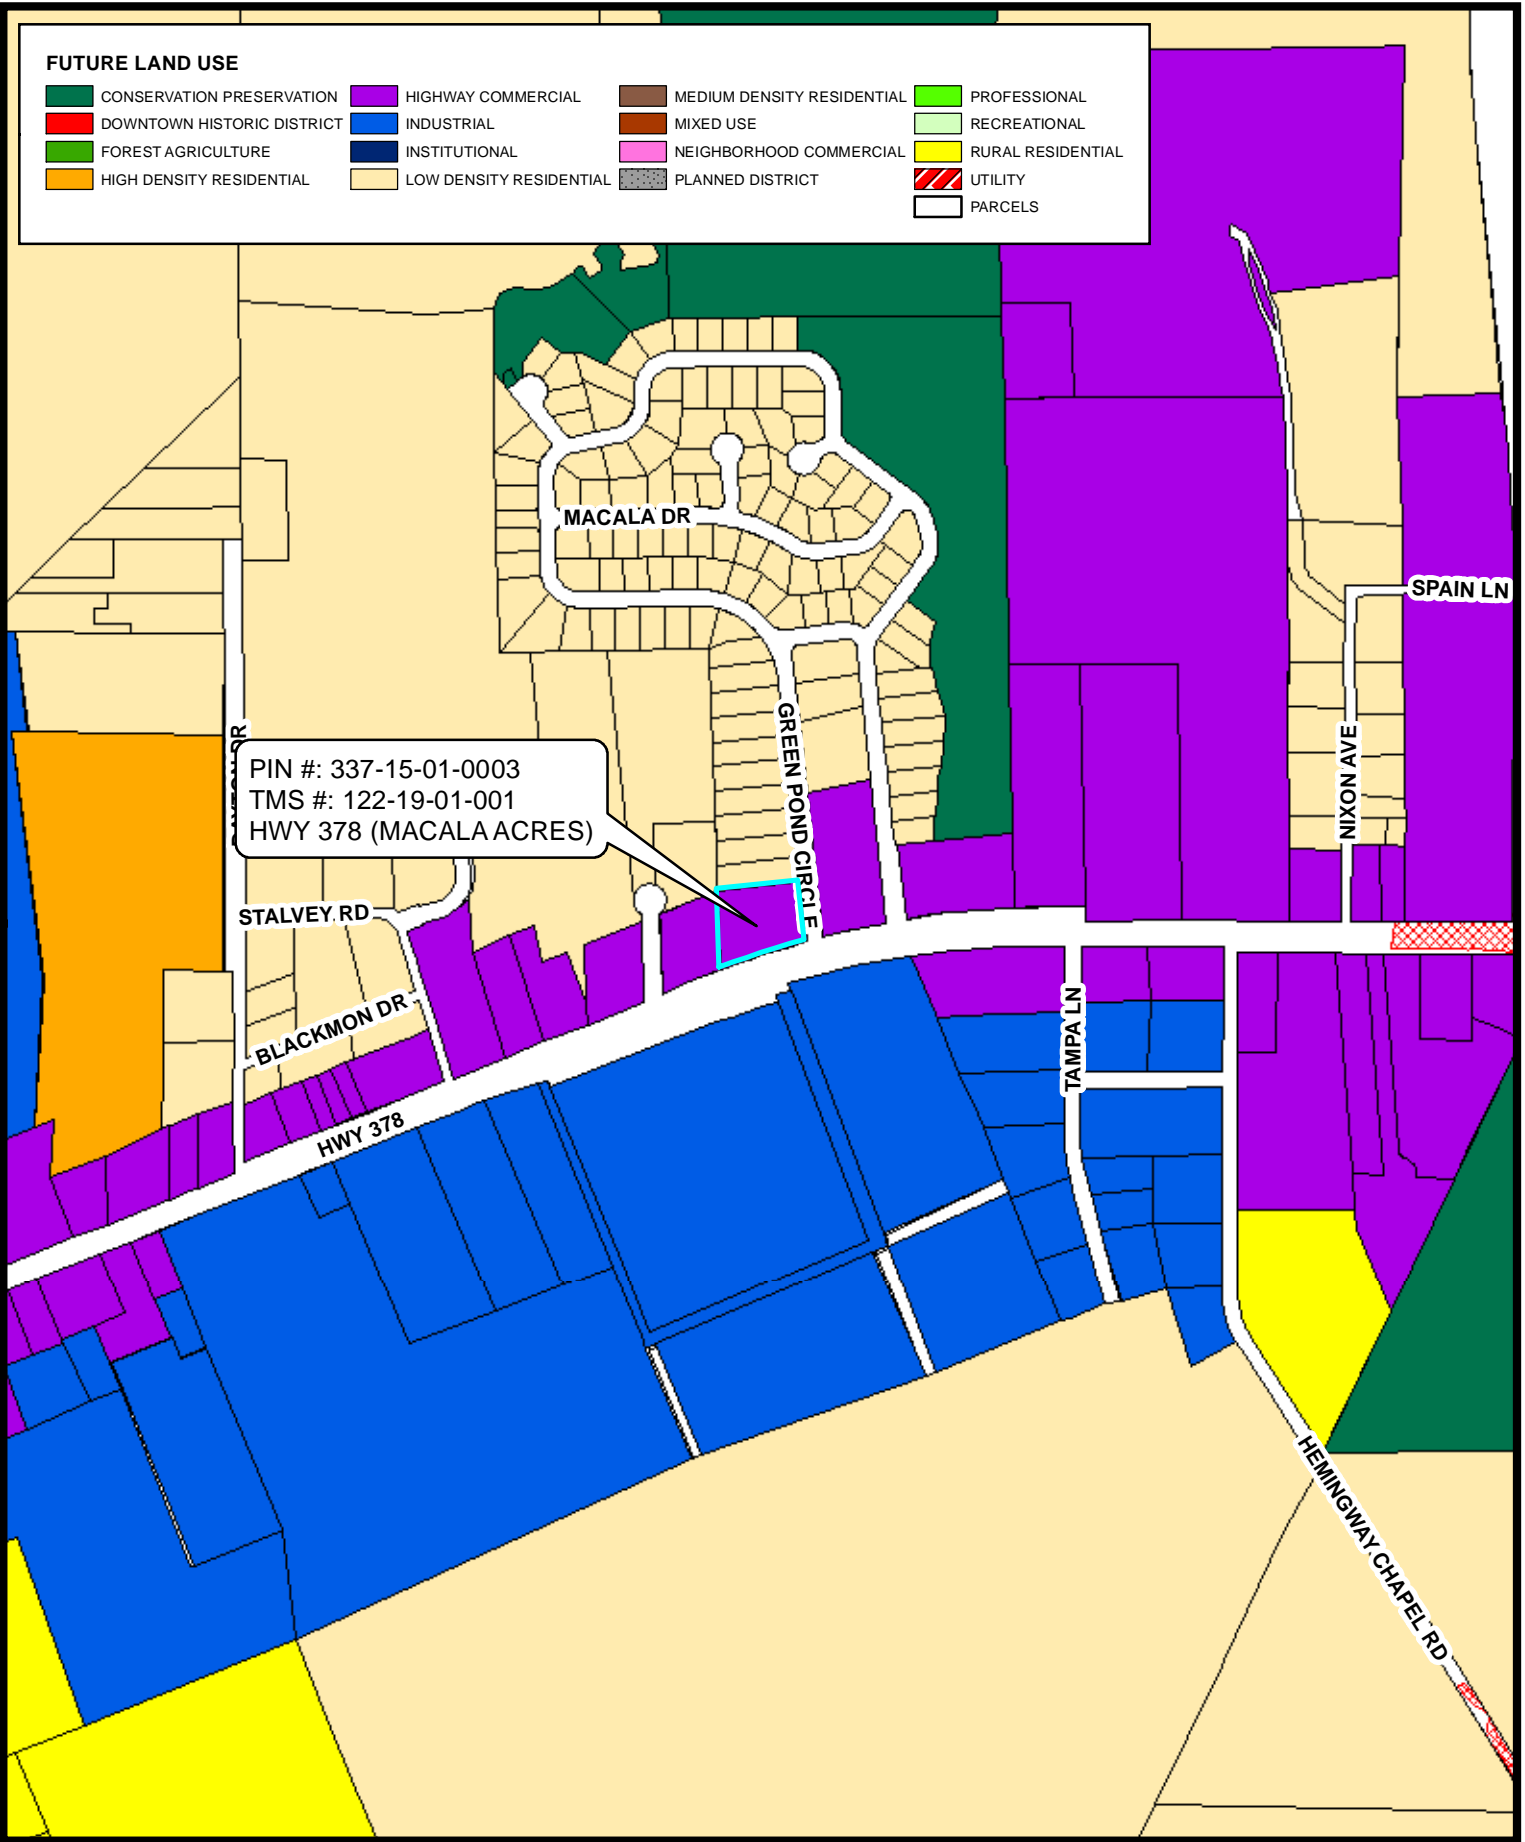 FUTURE LAND USE
CONSERVATION PRESERVATION
DOWNTOWN HISTORIC DISTRICT
FOREST AGRICULTURE
HIGH DENSITY RESIDENTIAL
HIGHWAY COMMERCIAL
INDUSTRIAL
INSTITUTIONAL
LOW DENSITY RESIDENTIAL
MEDIUM DENSITY RESIDENTIAL
MIXED USE
NEIGHBORHOOD COMMERCIAL
PLANNED DISTRICT
PROFESSIONAL
RECREATIONAL
RURAL RESIDENTIAL
UTILITY
PARCELS
MACALA DR
SPAIN LN
GREEN POND CIRCLE
NIXON AVE
DR
PIN #: 337-15-01-0003
TMS #: 122-19-01-001
HWY 378 (MACALA ACRES)
STALVEY RD
BLACKMON DR
TAMPA LN
HWY 378
HEMINGWAY CHAPEL RD